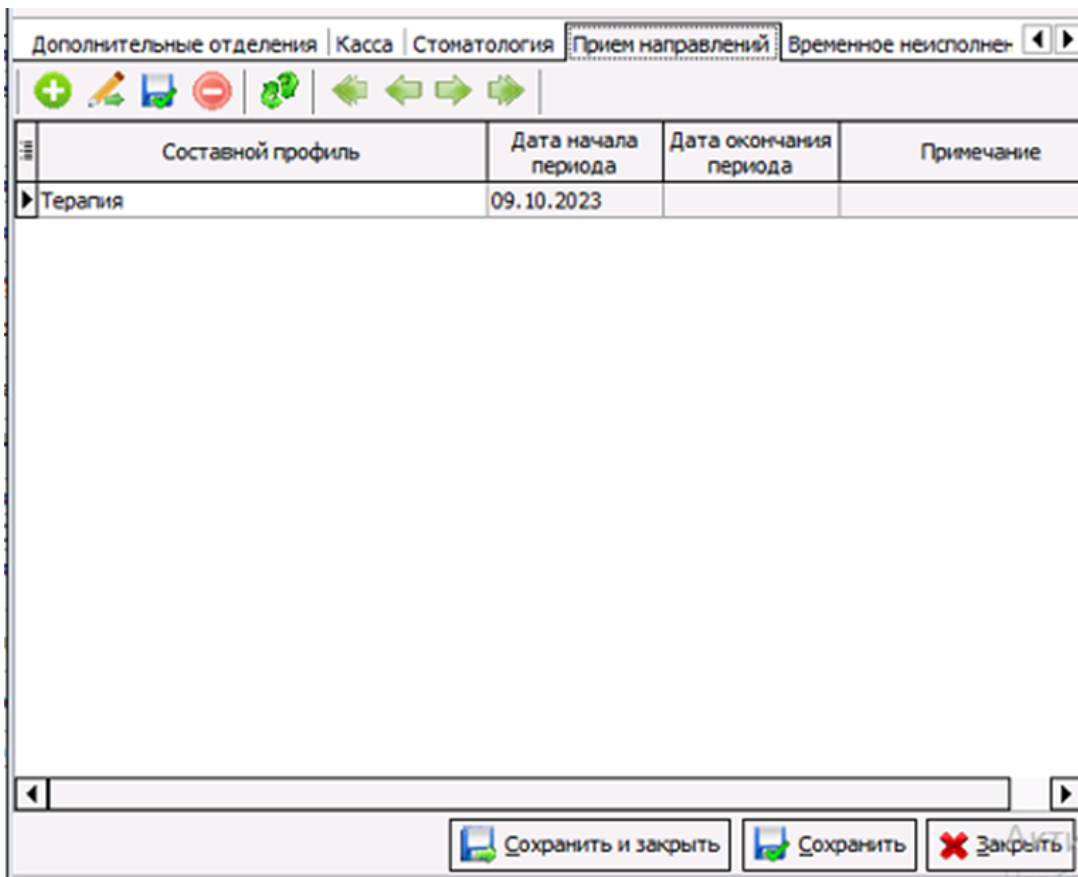 Дополнительные отделения Касса Стоматология Прием направлений Временное неисполнен
Составной профиль Дата начала периода Дата окончания периода Примечание
Терапия 09.10.2023
Сохранить и закрыть Сохранить Закрыть